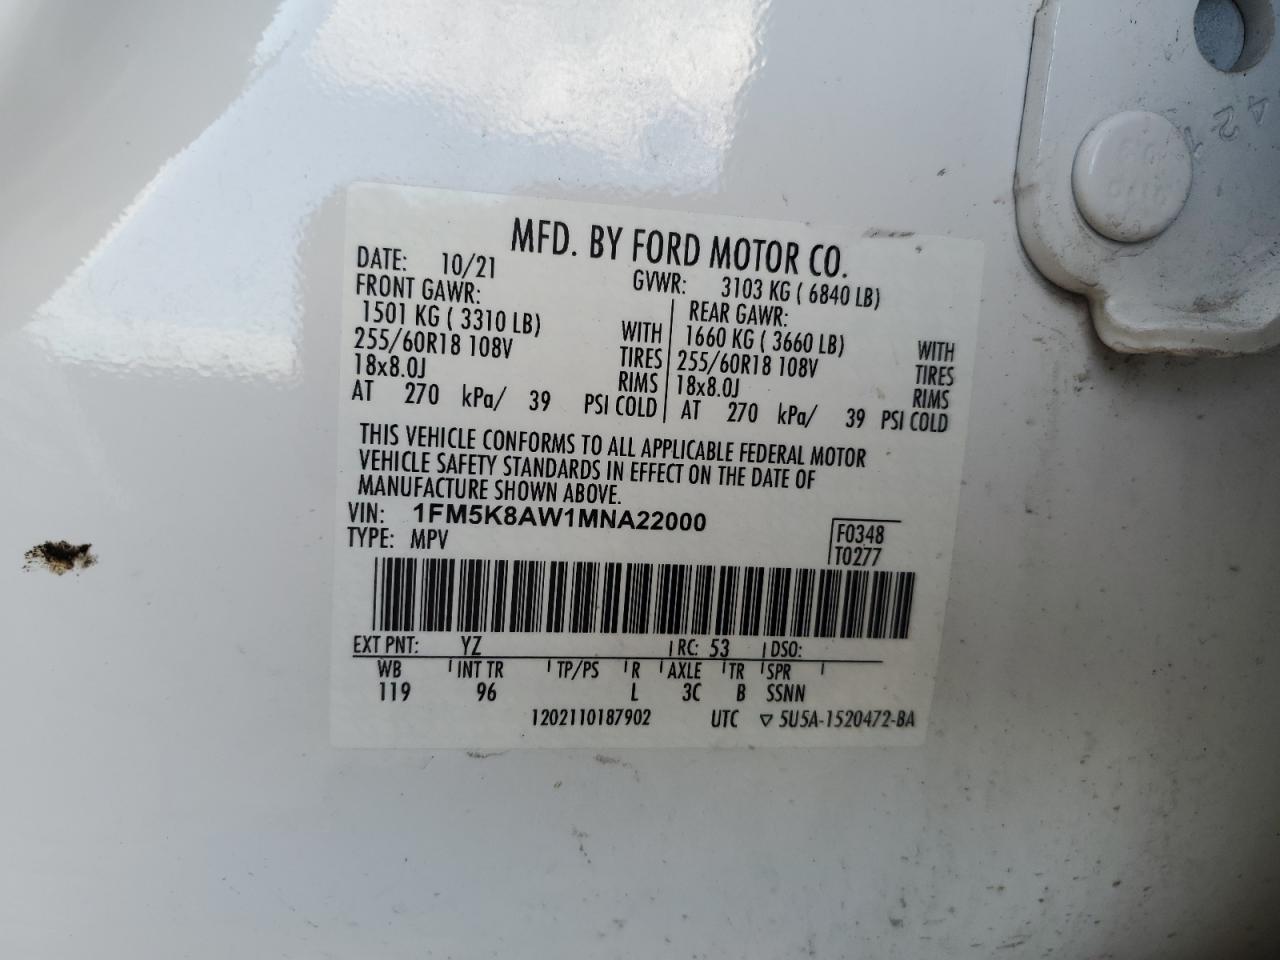 MFD. BY FORD MOTOR CO.
DATE: 10/21 GVWR: 3103 KG ( 6840 LB)
FRONT GAWR: REAR GAWR:
1501 KG ( 3310 LB) WITH 1660 KG ( 3660 LB) WITH
255/60R18 108V TIRES 255/60R18 108V TIRES
18x8.0J RIMS 18x8.0J RIMS
AT 270 kPa/ 39 PSI COLD AT 270 kPa/ 39 PSI COLD
THIS VEHICLE CONFORMS TO ALL APPLICABLE FEDERAL MOTOR
VEHICLE SAFETY STANDARDS IN EFFECT ON THE DATE OF
MANUFACTURE SHOWN ABOVE.
VIN: 1FM5K8AW1MNA22000
TYPE: MPV
F0348
T0277
EXT PNT: YZ RC: 53 DSO:
WB INT TR TP/PS R AXLE TR SPR
119 96 L 3C B SSNN
1202110187902 UTC ▽ 5U5A-1520472-BA